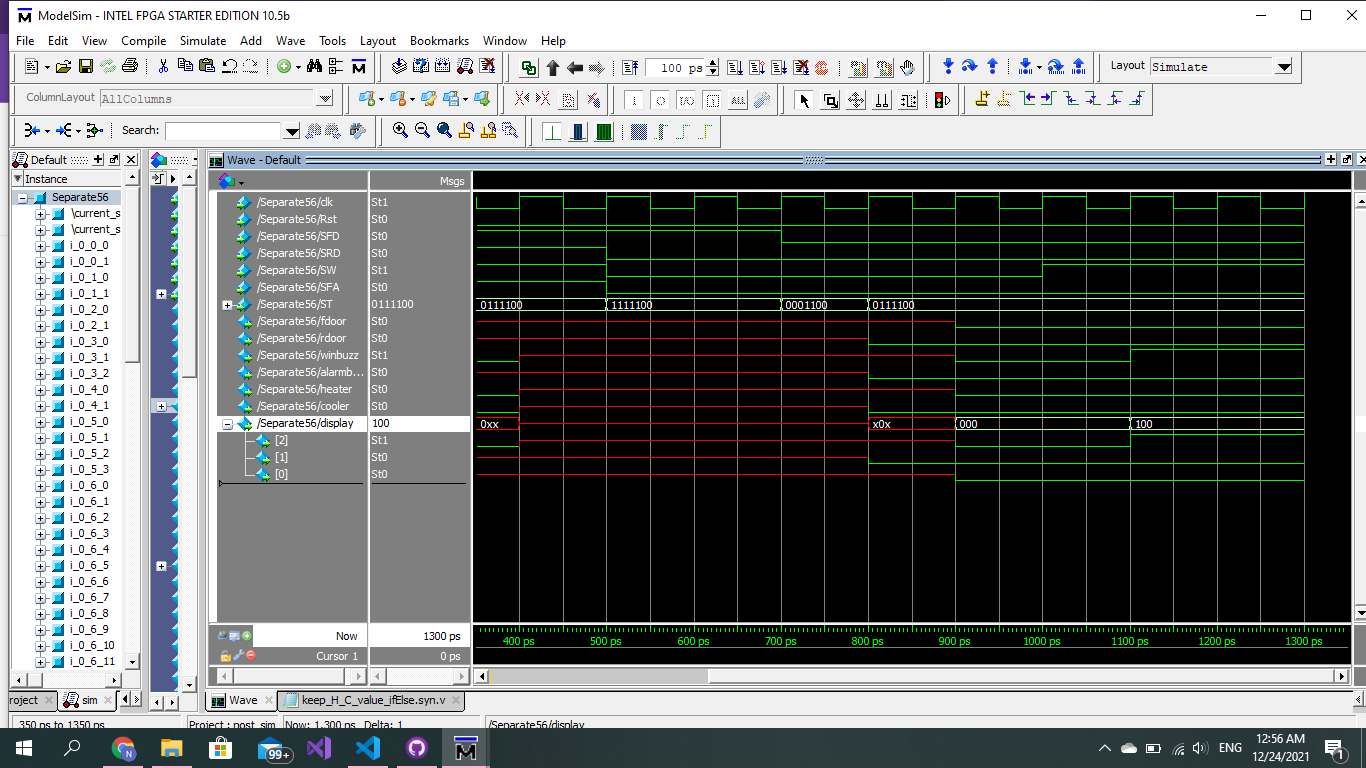 ModelSim - INTEL FPGA STARTER EDITION 10.5b
File Edit View Compile Simulate Add Wave Tools Layout Bookmarks Window Help
100 ps
Layout Simulate
ColumnLayout AllColumns
ALL
Search:
Default
Wave - Default
Instance
Msgs
Separate56
\current_s
\current_s
i_0_0_0
i_0_0_1
i_0_1_0
i_0_1_1
i_0_2_0
i_0_2_1
i_0_3_0
i_0_3_1
i_0_3_2
i_0_4_0
i_0_4_1
i_0_5_0
i_0_5_1
i_0_5_2
i_0_5_3
i_0_6_0
i_0_6_1
i_0_6_2
i_0_6_3
i_0_6_4
i_0_6_5
i_0_6_6
i_0_6_7
i_0_6_8
i_0_6_9
i_0_6_10
i_0_6_11
/Separate56/clk St1
/Separate56/Rst St0
/Separate56/SFD St0
/Separate56/SRD St0
/Separate56/SW St1
/Separate56/SFA St0
/Separate56/ST 0111100 0111100 1111100 0001100 0111100
/Separate56/fdoor St0
/Separate56/rdoor St0
/Separate56/winbuzz St1
/Separate56/alarmb... St0
/Separate56/heater St0
/Separate56/cooler St0
/Separate56/display 100 0xx x0x 000 100
[2] St1
[1] St0
[0] St0
Now 1300 ps
400 ps 500 ps 600 ps 700 ps 800 ps 900 ps 1000 ps 1100 ps 1200 ps 1300 ps
Cursor 1 0 ps
roject sim Wave keep_H_C_value_ifElse.syn.v
350 ps to 1350 ps Project : post_sim Now: 1,300 ps Delta: 1 /Separate56/display
N 99+ M
ENG
12:56 AM
12/24/2021
1